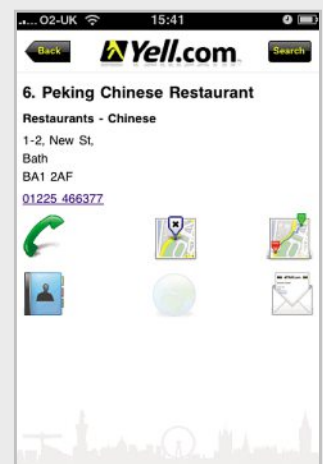 O2-UK 15:41
Back Yell.com Search
6. Peking Chinese Restaurant
Restaurants - Chinese
1-2, New St,
Bath
BA1 2AF
01225 466377